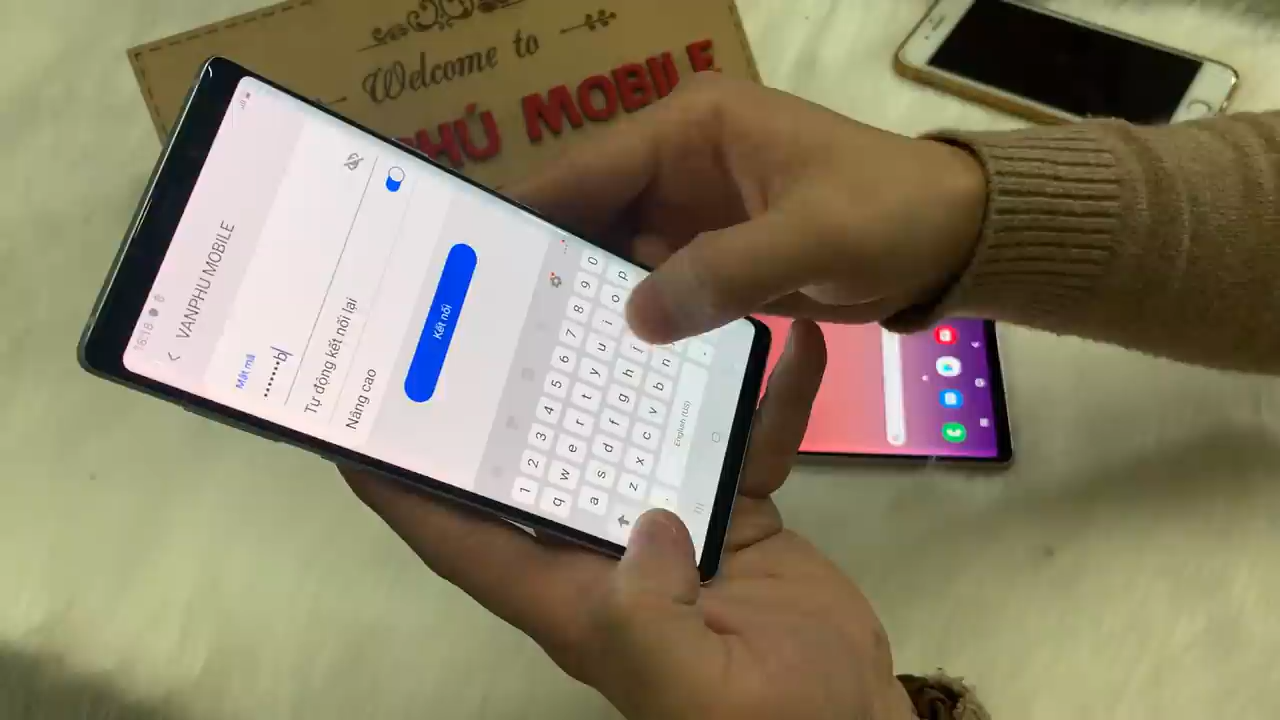 Welcome to
PHÚ MOBILE
16:18
VANPHU MOBILE
Mật mã
•••••••b
Tự động kết nối lại
Nâng cao
Kết nối
1 2 3 4 5 6 7 8 9 0
q w e r t y u i o p
a s d f g h j
z x c v b n
English (US)